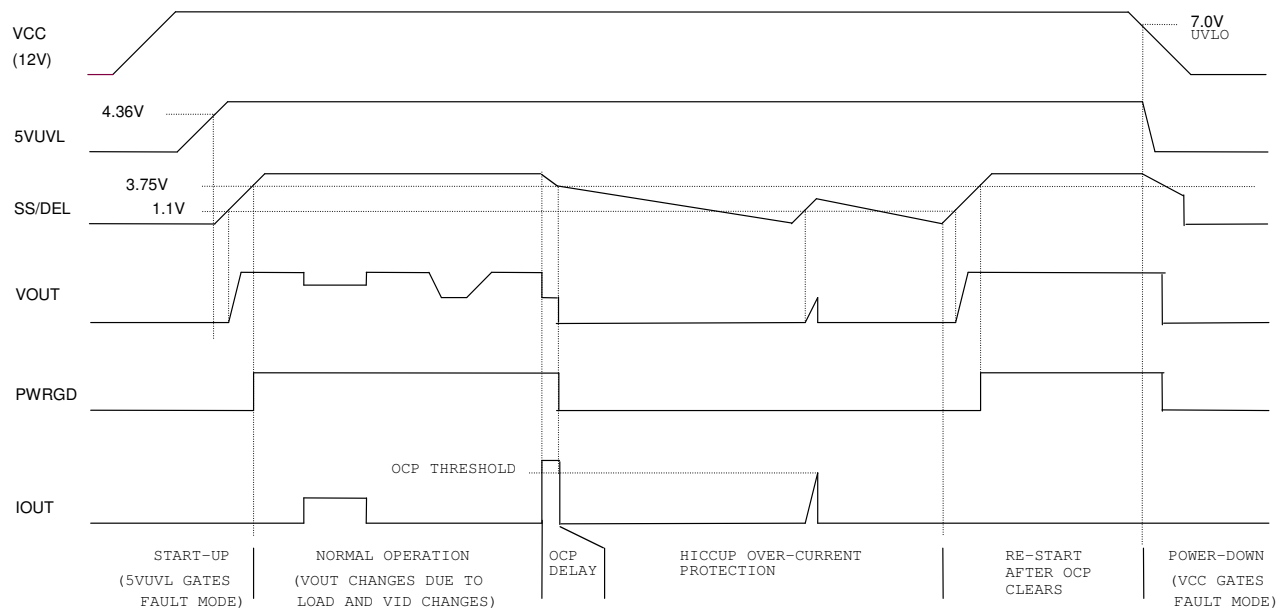 VCC
(12V)
7.0V
UVLO
4.36V
5VUVL
3.75V
SS/DEL
1.1V
VOUT
PWRGD
OCP THRESHOLD
IOUT
START-UP
(5VUVL GATES
FAULT MODE)
NORMAL OPERATION
(VOUT CHANGES DUE TO
LOAD AND VID CHANGES)
OCP
DELAY
HICCUP OVER-CURRENT
PROTECTION
RE-START
AFTER OCP
CLEARS
POWER-DOWN
(VCC GATES
FAULT MODE)